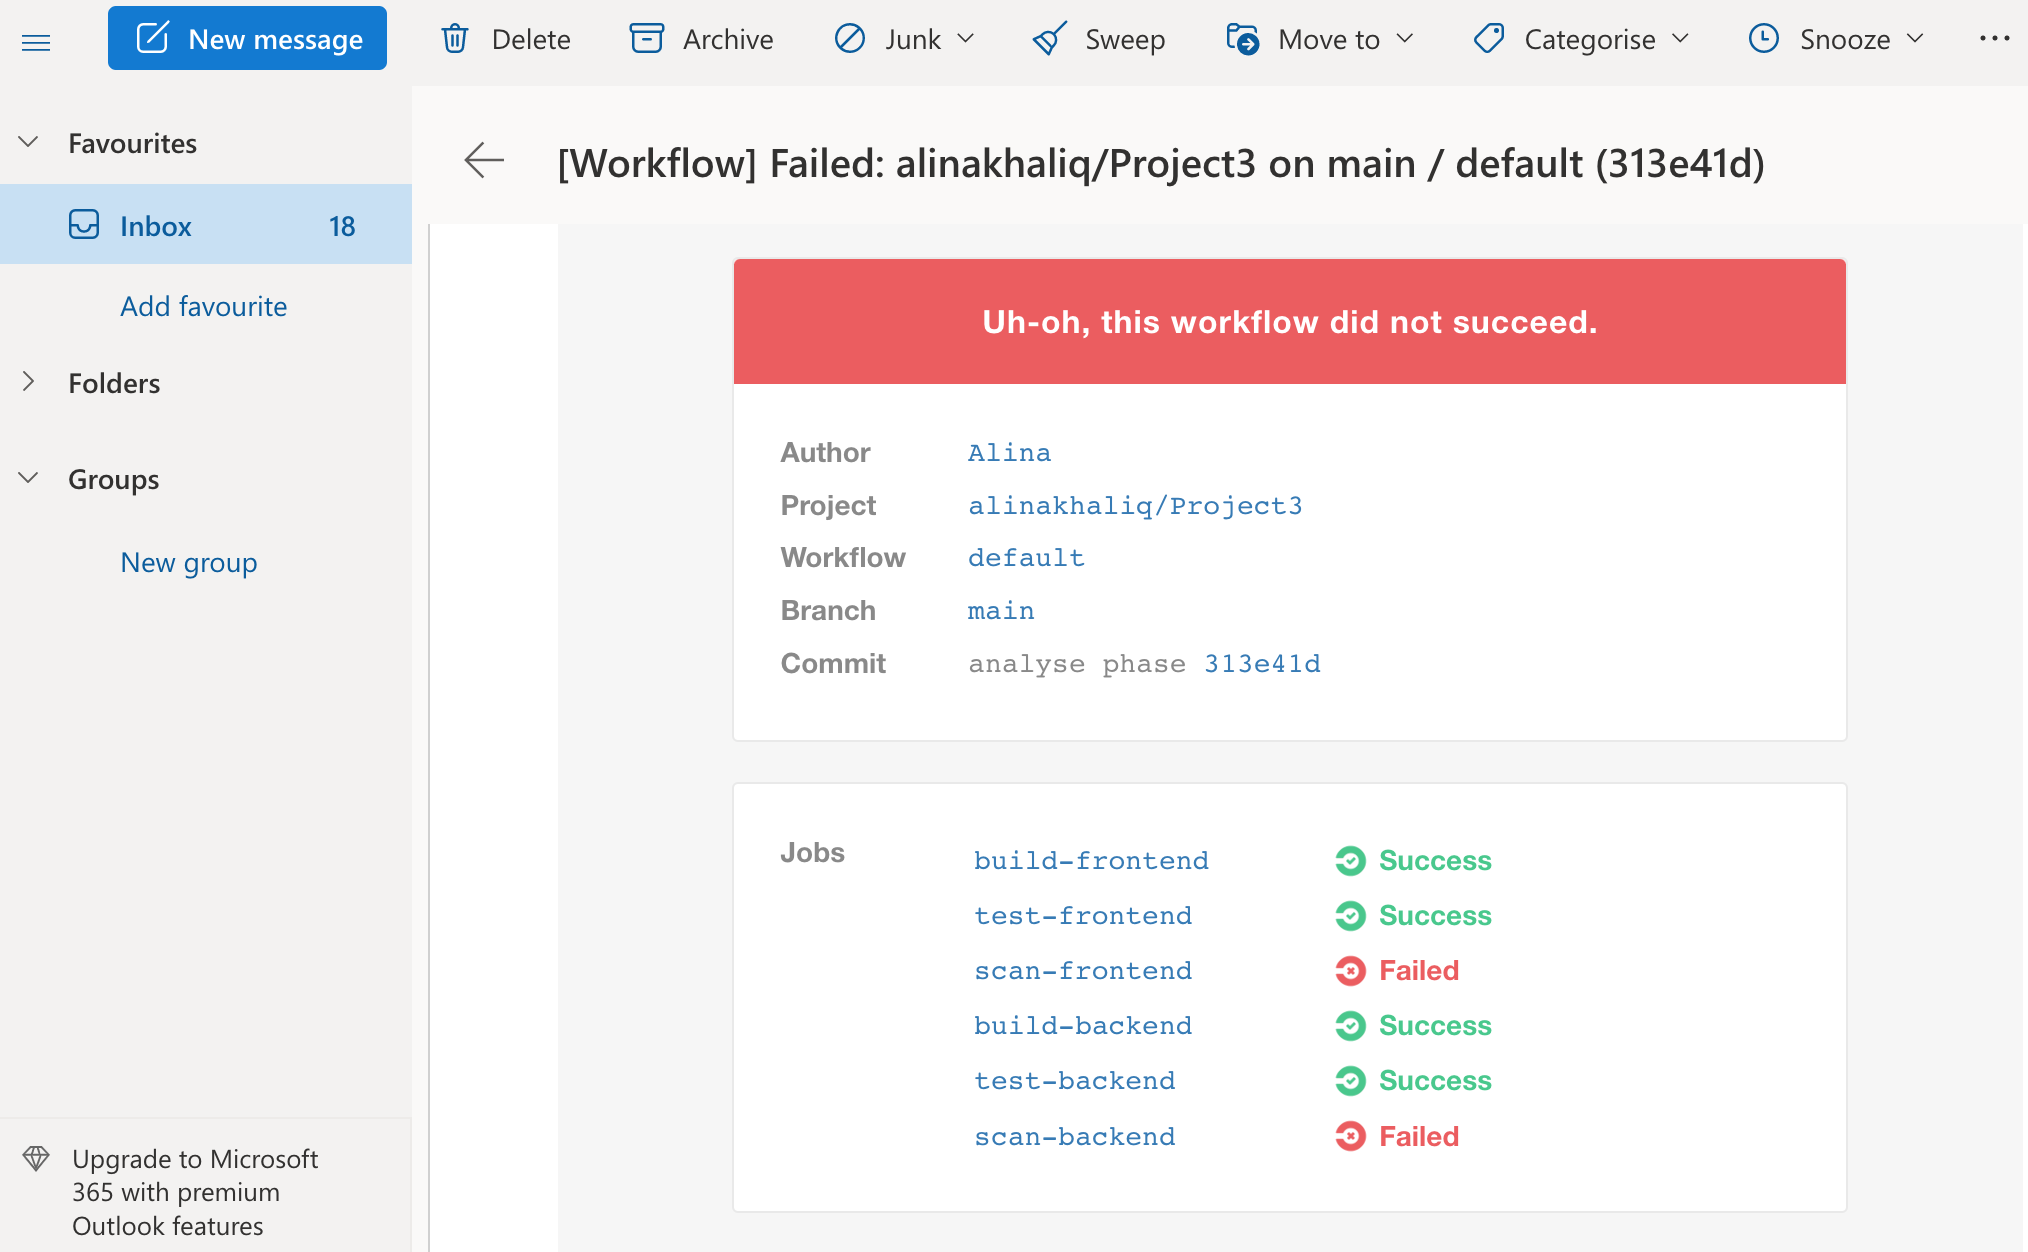 New message
Delete
Archive
Junk
Sweep
Move to
Categorise
Snooze
Favourites
Inbox 18
Add favourite
Folders
Groups
New group
Upgrade to Microsoft
365 with premium
Outlook features
[Workflow] Failed: alinakhaliq/Project3 on main / default (313e41d)
Uh-oh, this workflow did not succeed.
Author Alina
Project alinakhaliq/Project3
Workflow default
Branch main
Commit analyse phase 313e41d
Jobs
build-frontend Success
test-frontend Success
scan-frontend Failed
build-backend Success
test-backend Success
scan-backend Failed